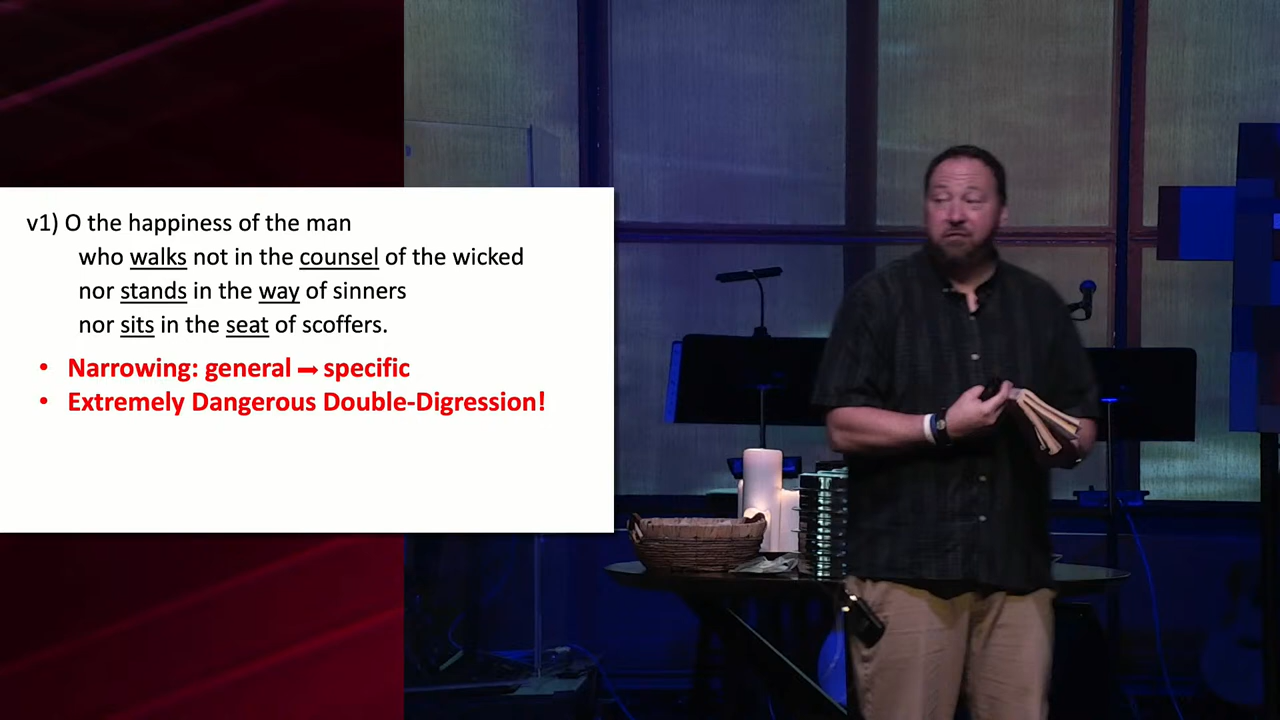 v1) O the happiness of the man
who walks not in the counsel of the wicked
nor stands in the way of sinners
nor sits in the seat of scoffers.
• Narrowing: general ➞ specific
• Extremely Dangerous Double-Digression!